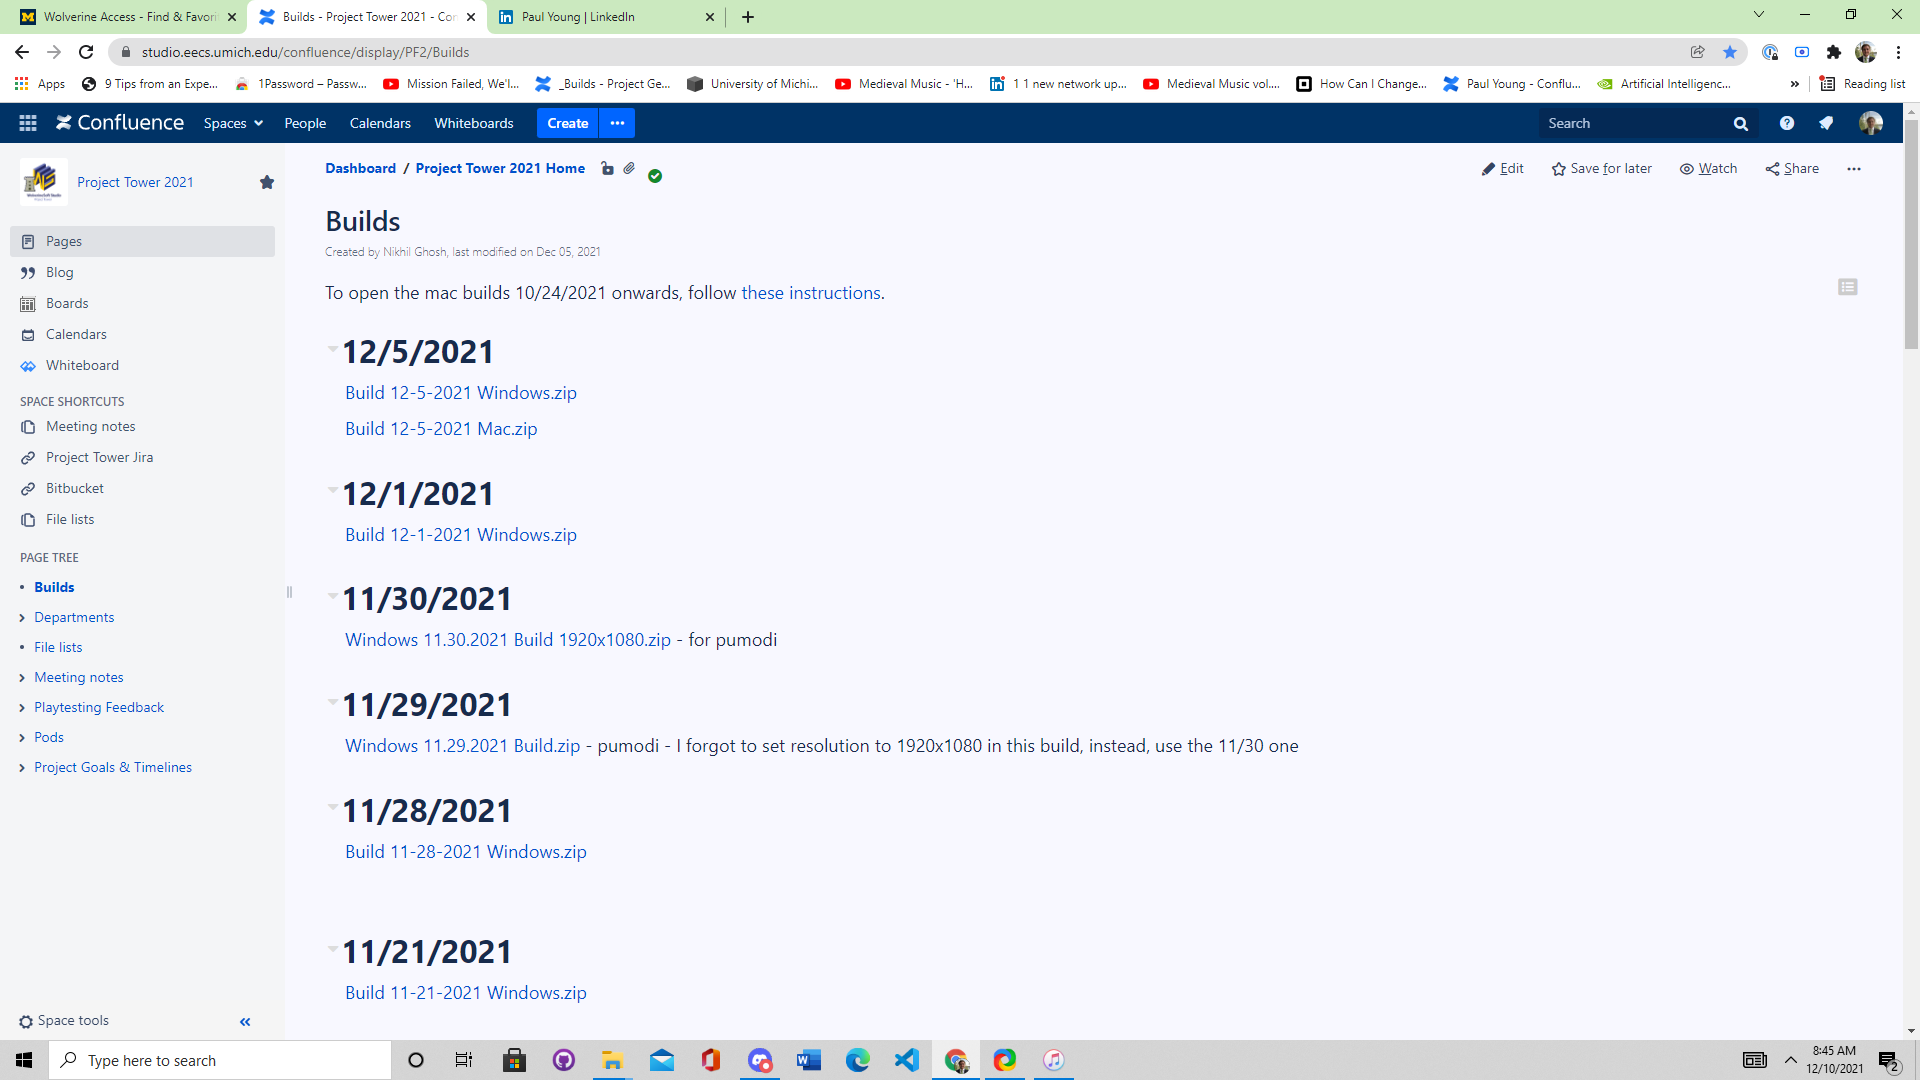 Wolverine Access - Find & Favorit
Builds - Project Tower 2021 - Con
Paul Young | LinkedIn
studio.eecs.umich.edu/confluence/display/PF2/Builds
Apps
9 Tips from an Expe...
1Password – Passw...
Mission Failed, We'l...
_Builds - Project Ge...
University of Michi...
Medieval Music - 'H...
1 1 new network up...
Medieval Music vol....
How Can I Change...
Paul Young - Conflu...
Artificial Intelligenc...
»
Reading list
Confluence
Spaces
People
Calendars
Whiteboards
Create
Search
Project Tower 2021
Pages
Blog
Boards
Calendars
Whiteboard
SPACE SHORTCUTS
Meeting notes
Project Tower Jira
Bitbucket
File lists
PAGE TREE
Builds
Departments
File lists
Meeting notes
Playtesting Feedback
Pods
Project Goals & Timelines
Space tools
Dashboard / Project Tower 2021 Home
Edit
Save for later
Watch
Share
Builds
Created by Nikhil Ghosh, last modified on Dec 05, 2021
To open the mac builds 10/24/2021 onwards, follow these instructions.
12/5/2021
Build 12-5-2021 Windows.zip
Build 12-5-2021 Mac.zip
12/1/2021
Build 12-1-2021 Windows.zip
11/30/2021
Windows 11.30.2021 Build 1920x1080.zip - for pumodi
11/29/2021
Windows 11.29.2021 Build.zip - pumodi - I forgot to set resolution to 1920x1080 in this build, instead, use the 11/30 one
11/28/2021
Build 11-28-2021 Windows.zip
11/21/2021
Build 11-21-2021 Windows.zip
Type here to search
8:45 AM
12/10/2021
2